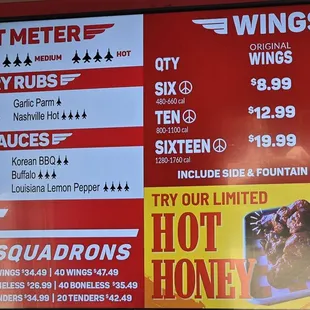 T METER
MEDIUM HOT
Y RUBS
Garlic Parm
Nashville Hot
AUCES
Korean BBQ
Buffalo
Louisiana Lemon Pepper
SQUADRONS
WINGS $34.49 | 40 WINGS $47.49
ONELESS $26.99 | 40 BONELESS $35.49
NDERS $34.99 | 20 TENDERS $42.49
WINGS
ORIGINAL
QTY WINGS
SIX $8.99
480-660 cal
TEN $12.99
800-1100 cal
SIXTEEN $19.99
1280-1760 cal
INCLUDE SIDE & FOUNTAIN
TRY OUR LIMITED
HOT
HONEY